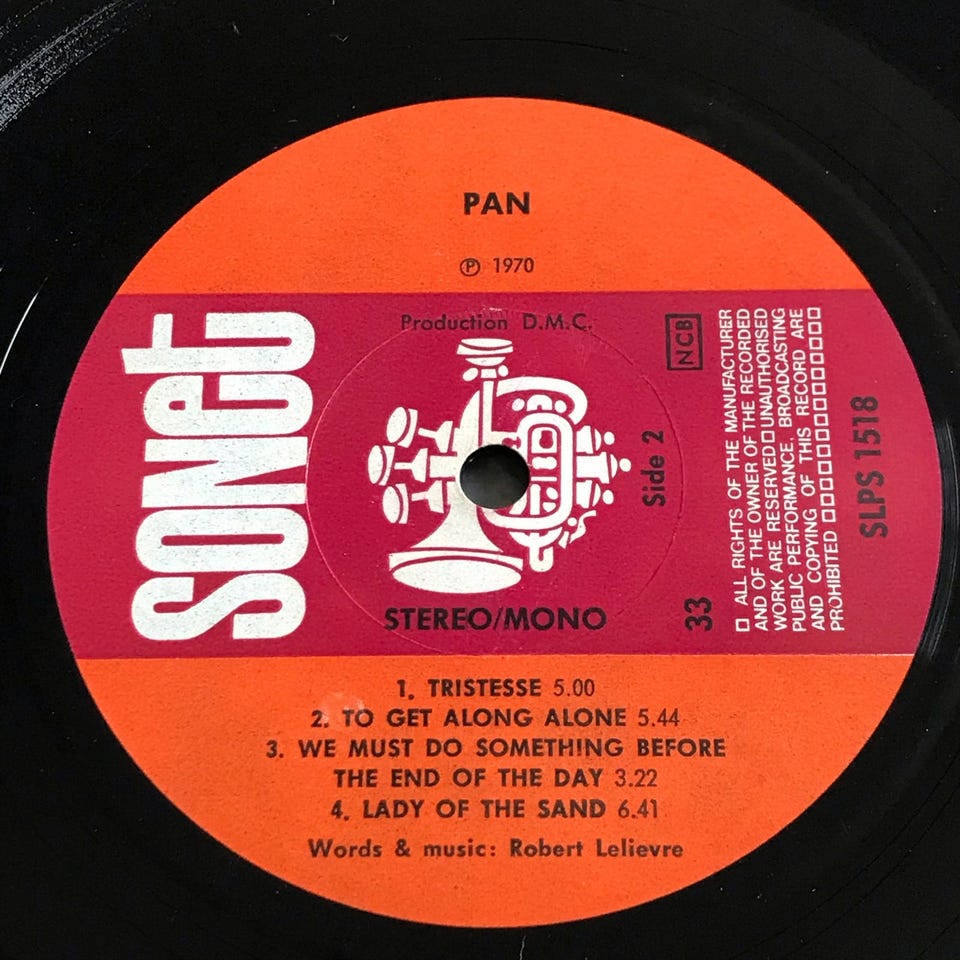 PAN
℗ 1970
Production D.M.C.
SONET
NCB
Side 2
STEREO/MONO
33
□ ALL RIGHTS OF THE MANUFACTURER
AND OF THE OWNER OF THE RECORDED
WORK ARE RESERVED □ UNAUTHORISED
PUBLIC PERFORMANCE, BROADCASTING
AND COPYING OF THIS RECORD ARE
PROHIBITED □□□□□□□□□□□□□
SLPS 1518
1. TRISTESSE 5.00
2. TO GET ALONG ALONE 5.44
3. WE MUST DO SOMETHING BEFORE
THE END OF THE DAY 3.22
4. LADY OF THE SAND 6.41
Words & music: Robert Lelievre